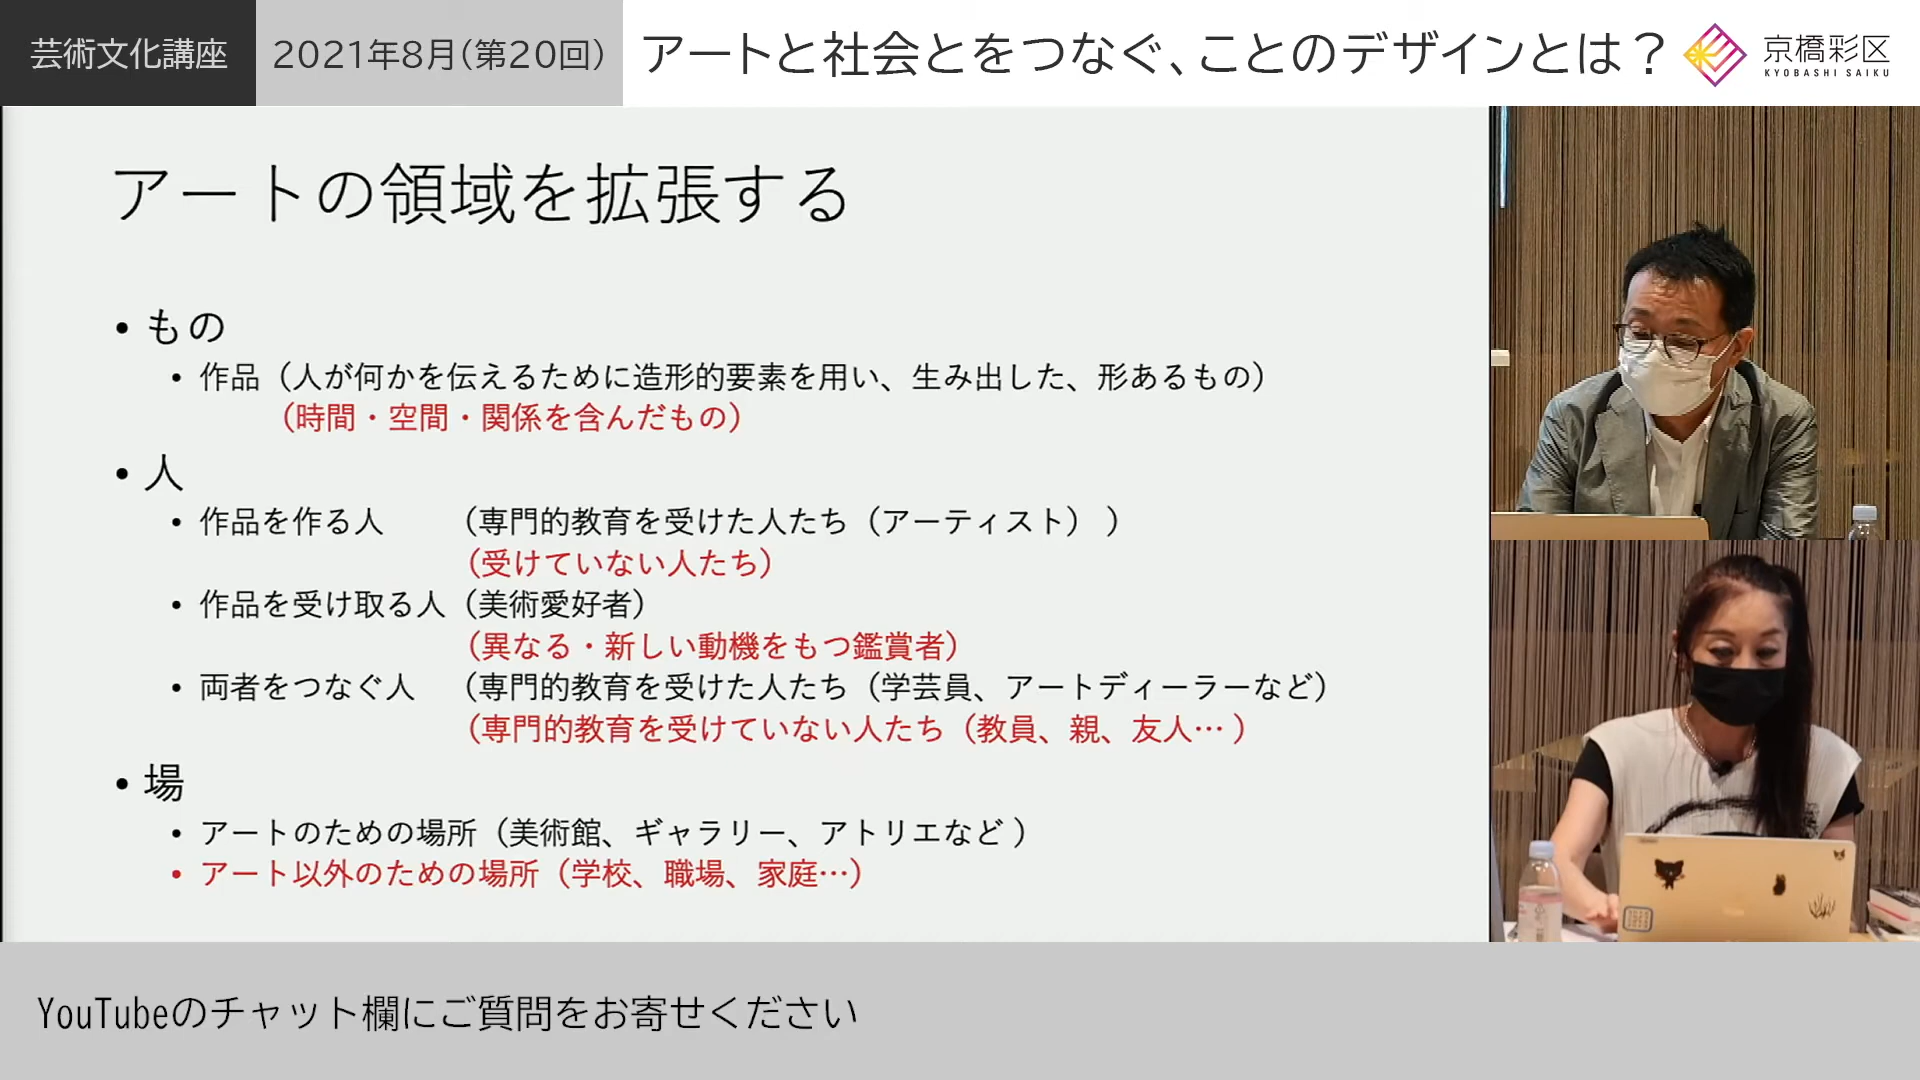 芸術文化講座
2021年8月(第20回)
アートと社会とをつなぐ、ことのデザインとは？
京橋彩区
KYOBASHI SAIKU
アートの領域を拡張する
• もの
• 作品（人が何かを伝えるために造形的要素を用い、生み出した、形あるもの）
（時間・空間・関係を含んだもの）
• 人
• 作品を作る人 （専門的教育を受けた人たち（アーティスト））
（受けていない人たち）
• 作品を受け取る人（美術愛好者）
（異なる・新しい動機をもつ鑑賞者）
• 両者をつなぐ人 （専門的教育を受けた人たち（学芸員、アートディーラーなど）
（専門的教育を受けていない人たち（教員、親、友人…）
• 場
• アートのための場所（美術館、ギャラリー、アトリエなど）
• アート以外のための場所（学校、職場、家庭…）
YouTubeのチャット欄にご質問をお寄せください